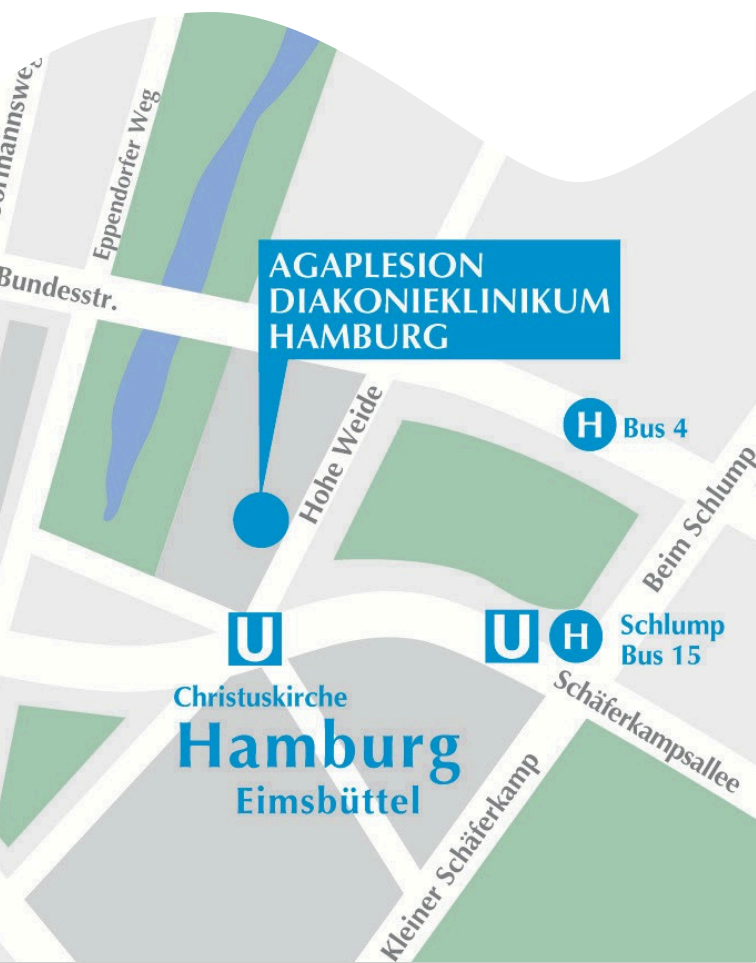 Eppendorfer Weg
Bundesstr.
AGAPLESION
DIAKONIEKLINIKUM
HAMBURG
Hohe Weide
H Bus 4
Beim Schlump
U
U H Schlump
Bus 15
Christuskirche
Hamburg
Eimsbüttel
Schäferkampsallee
Kleiner Schäferkamp